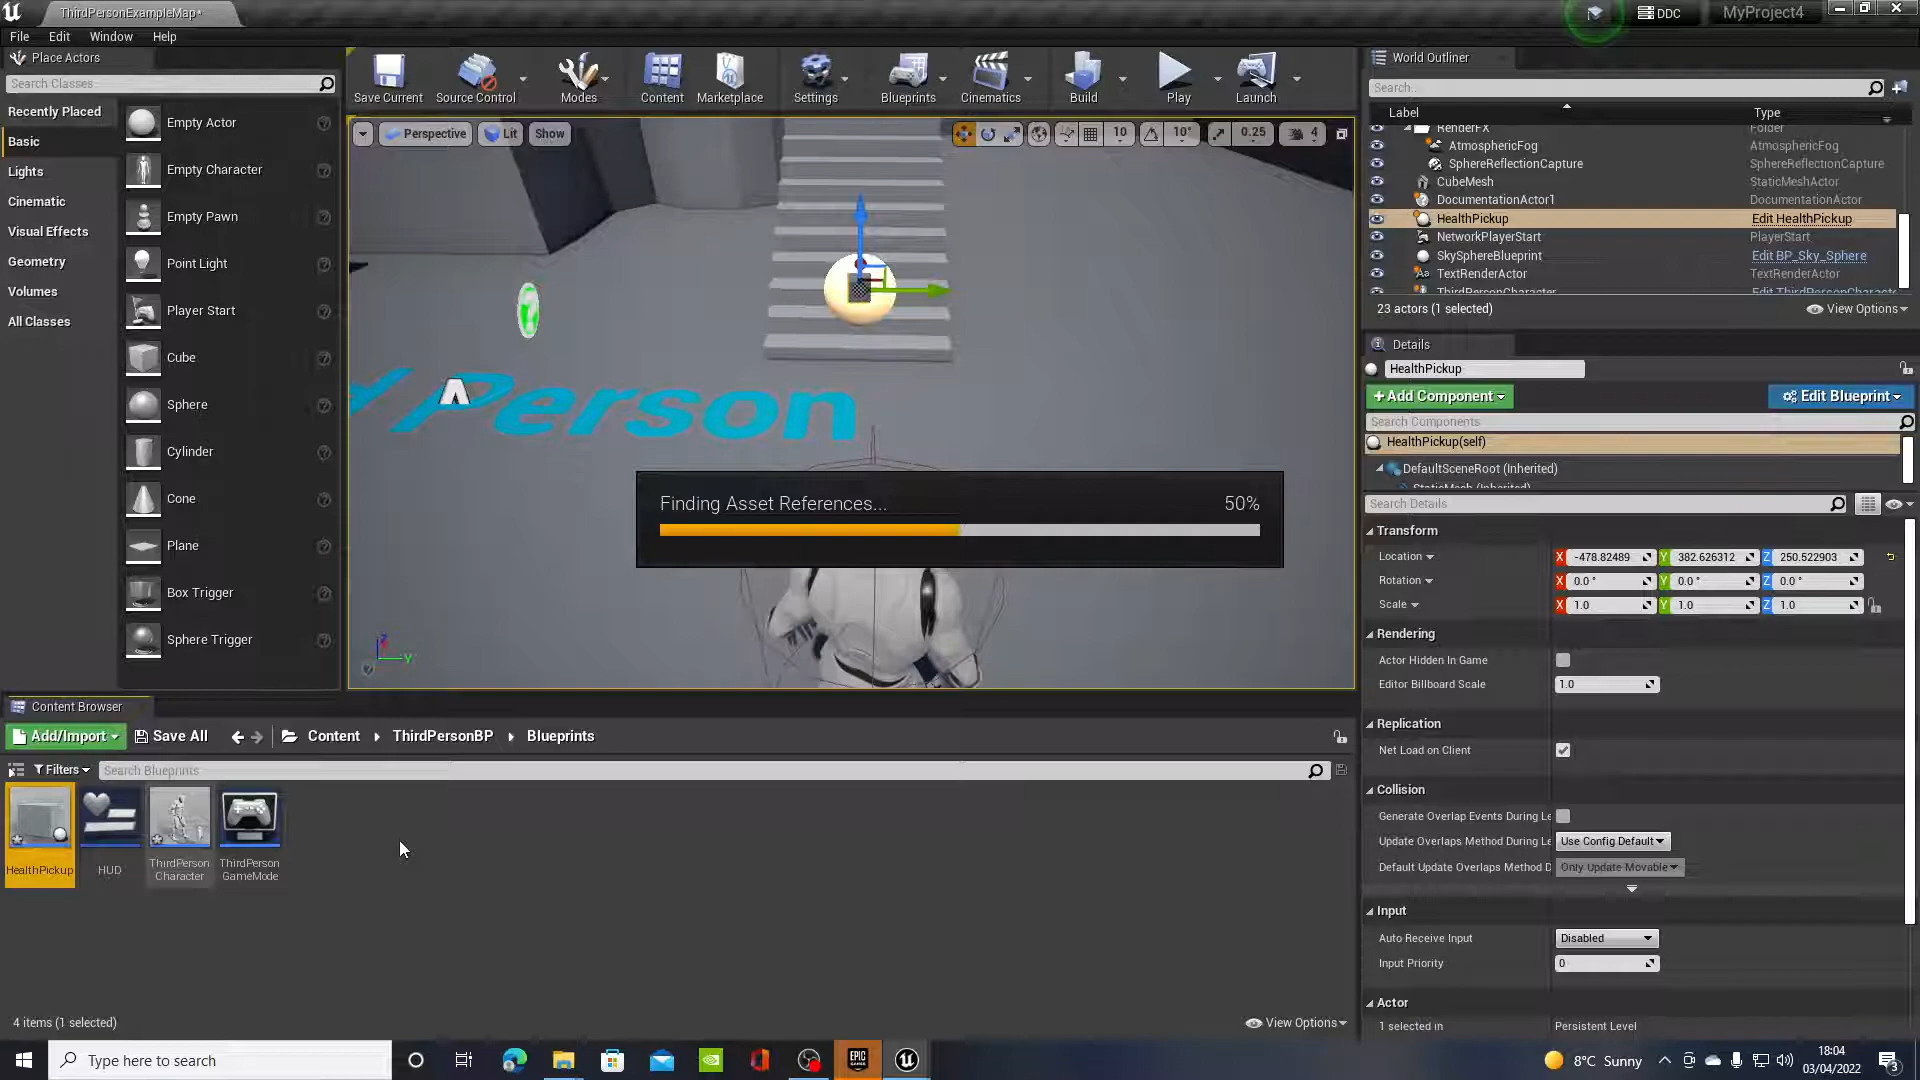 ThirdPersonExampleMap*
DDC
MyProject4
File
Edit
Window
Help
Place Actors
Search Classes
Recently Placed
Basic
Lights
Cinematic
Visual Effects
Geometry
Volumes
All Classes
Empty Actor
Empty Character
Empty Pawn
Point Light
Player Start
Cube
Sphere
Cylinder
Cone
Plane
Box Trigger
Sphere Trigger
Save Current
Source Control
Modes
Content
Marketplace
Settings
Blueprints
Cinematics
Build
Play
Launch
Perspective
Lit
Show
10
10°
0.25
4
Person
Finding Asset References...
50%
World Outliner
Search...
Label
Type
RenderFX
Folder
AtmosphericFog
AtmosphericFog
SphereReflectionCapture
SphereReflectionCapture
CubeMesh
StaticMeshActor
DocumentationActor1
DocumentationActor
HealthPickup
Edit HealthPickup
NetworkPlayerStart
PlayerStart
SkySphereBlueprint
Edit BP_Sky_Sphere
TextRenderActor
TextRenderActor
ThirdPersonCharacter
Edit ThirdPersonCharacte
23 actors (1 selected)
View Options
Details
HealthPickup
+Add Component
Edit Blueprint
Search Components
HealthPickup(self)
DefaultSceneRoot (Inherited)
StaticMesh (Inherited)
Search Details
Transform
Location
X
-478.82489
Y
382.626312
Z
250.522903
Rotation
X
0.0 °
Y
0.0 °
Z
0.0 °
Scale
X
1.0
Y
1.0
Z
1.0
Rendering
Actor Hidden In Game
Editor Billboard Scale
1.0
Replication
Net Load on Client
Collision
Generate Overlap Events During Le
Update Overlaps Method During Le
Use Config Default
Default Update Overlaps Method D
Only Update Movable
Input
Auto Receive Input
Disabled
Input Priority
0
Actor
1 selected in
Persistent Level
Content Browser
Add/Import
Save All
Content
ThirdPersonBP
Blueprints
Filters
Search Blueprints
HealthPickup
HUD
ThirdPerson
Character
ThirdPerson
GameMode
4 items (1 selected)
View Options
Type here to search
EPIC
GAMES
8°C Sunny
18:04
03/04/2022
3